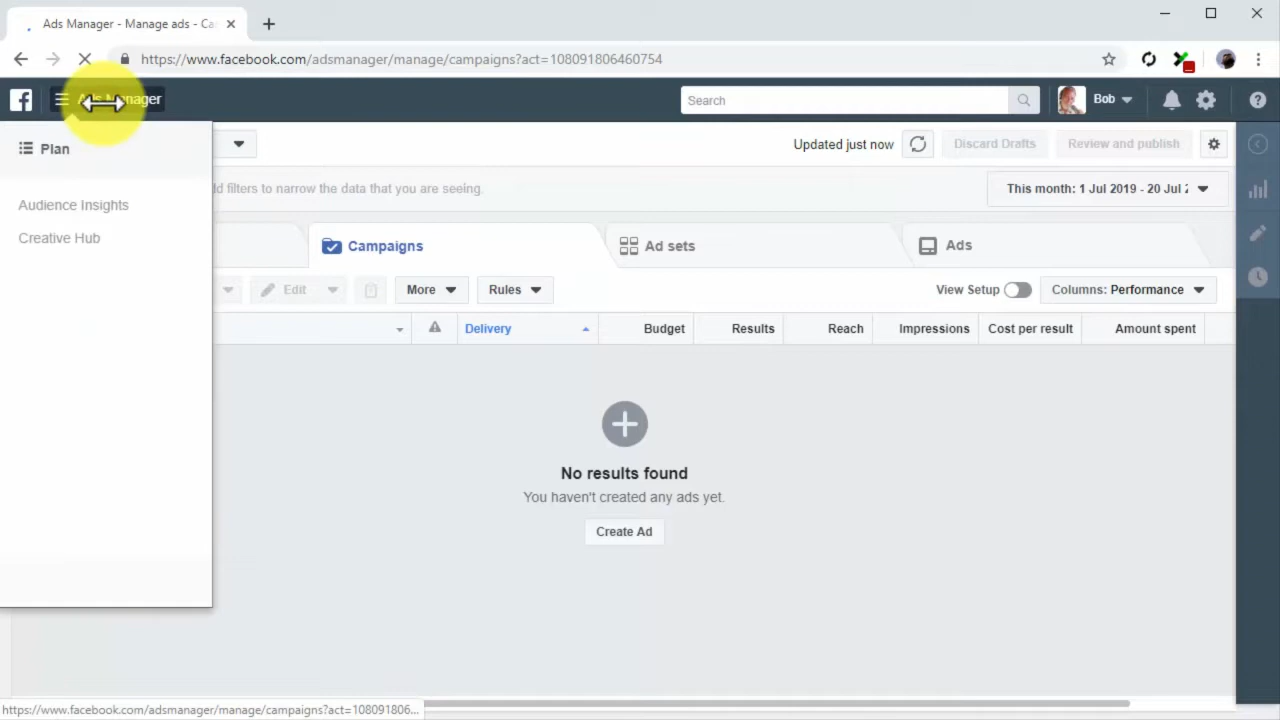 Ads Manager - Manage ads - Ca
https://www.facebook.com/adsmanager/manage/campaigns?act=108091806460754
Ads Manager
Search
Bob
Plan
Updated just now
Discard Drafts
Review and publish
Audience Insights
dd filters to narrow the data that you are seeing.
This month: 1 Jul 2019 - 20 Jul 2
Creative Hub
Campaigns
Ad sets
Ads
Edit
More
Rules
View Setup
Columns: Performance
Delivery
Budget
Results
Reach
Impressions
Cost per result
Amount spent
No results found
You haven't created any ads yet.
Create Ad
https://www.facebook.com/adsmanager/manage/campaigns?act=108091806...